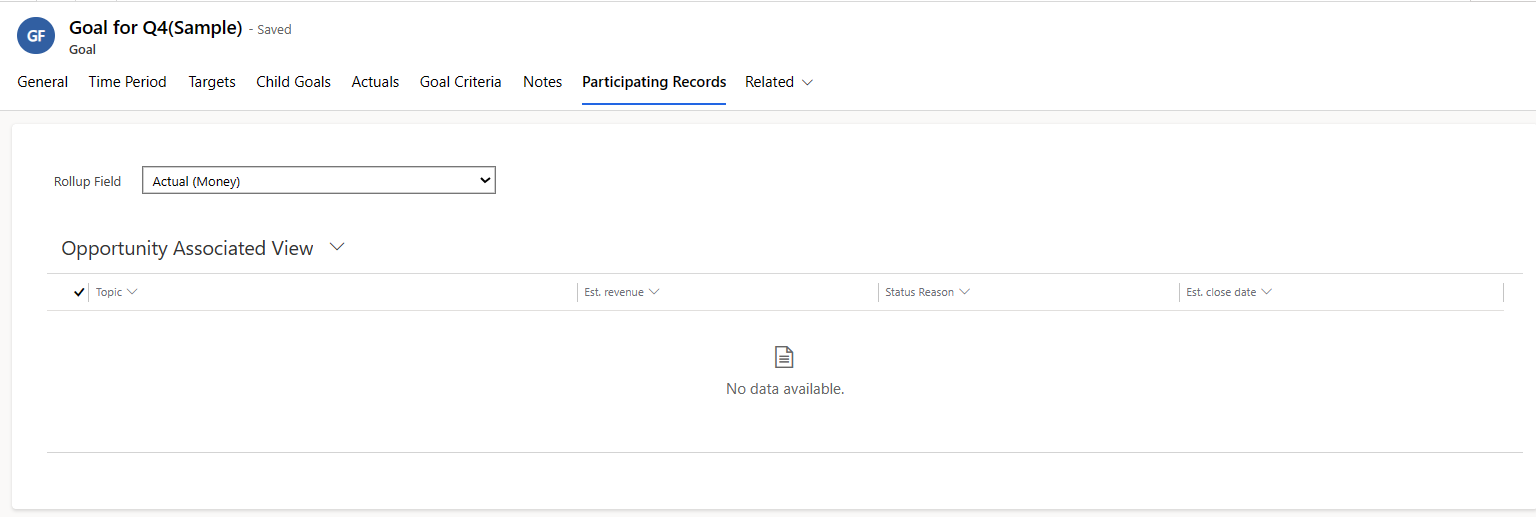 GF
Goal for Q4(Sample) - Saved
Goal
General Time Period Targets Child Goals Actuals Goal Criteria Notes Participating Records Related
Rollup Field Actual (Money)
Opportunity Associated View
Topic Est. revenue Status Reason Est. close date
No data available.